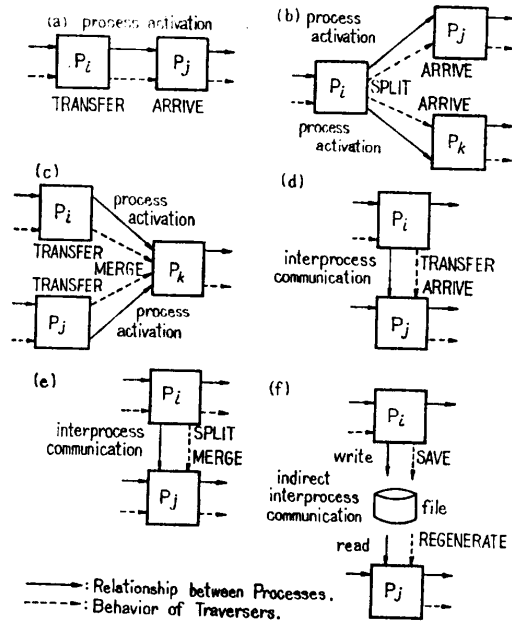 (a) process activation
Pi
Pj
TRANSFER
ARRIVE
(b)
process
activation
Pi
SPLIT
Pj
ARRIVE
ARRIVE
Pk
process
activation
(c)
Pi
process
activation
TRANSFER
MERGE
TRANSFER
Pk
Pj
process
activation
(d)
Pi
interprocess
communication
TRANSFER
ARRIVE
Pj
(e)
Pi
interprocess
communication
SPLIT
MERGE
Pj
(f)
Pi
write
SAVE
indirect
interprocess
communication
file
read
REGENERATE
Pj
: Relationship between Processes.
: Behavior of Traversers.